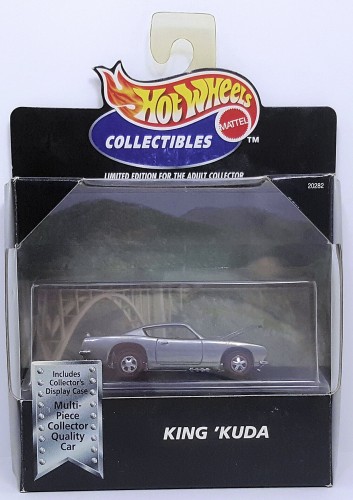 Hot Wheels
MATTEL
COLLECTIBLES ™
LIMITED EDITION FOR THE ADULT COLLECTOR
20282
Includes
Collector's
Display Case
Multi-
Piece
Collector
Quality
Car
KING 'KUDA